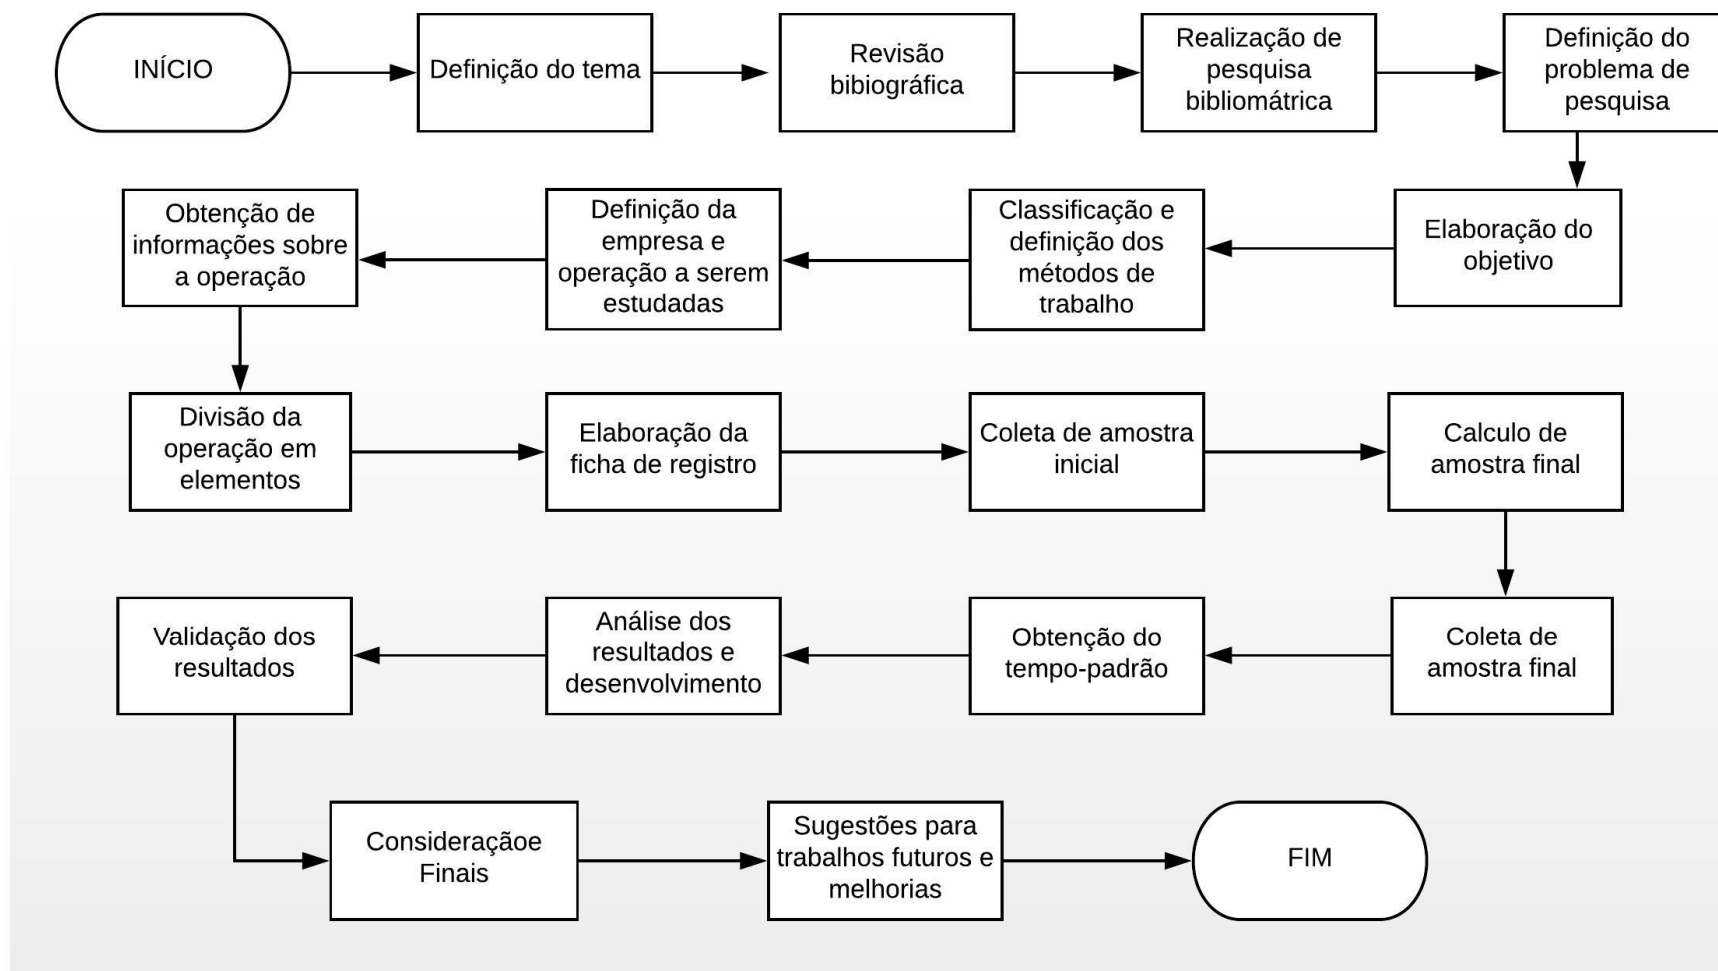 INÍCIO
Definição do tema
Revisão
bibiográfica
Realização de
pesquisa
bibliomátrica
Definição do
problema de
pesquisa
Elaboração do
objetivo
Classificação e
definição dos
métodos de
trabalho
Definição da
empresa e
operação a serem
estudadas
Obtenção de
informações sobre
a operação
Divisão da
operação em
elementos
Elaboração da
ficha de registro
Coleta de amostra
inicial
Calculo de
amostra final
Coleta de
amostra final
Obtenção do
tempo-padrão
Análise dos
resultados e
desenvolvimento
Validação dos
resultados
Consideraçãoe
Finais
Sugestões para
trabalhos futuros e
melhorias
FIM